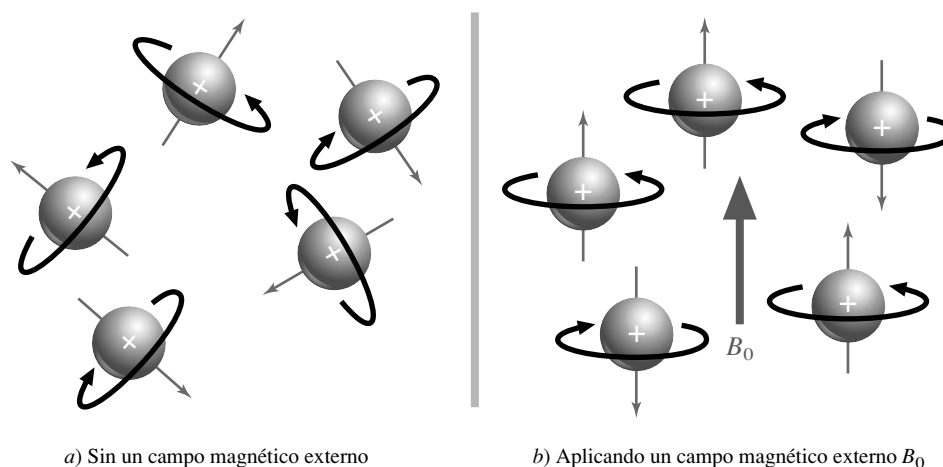 B₀
a) Sin un campo magnético externo
b) Aplicando un campo magnético externo B₀